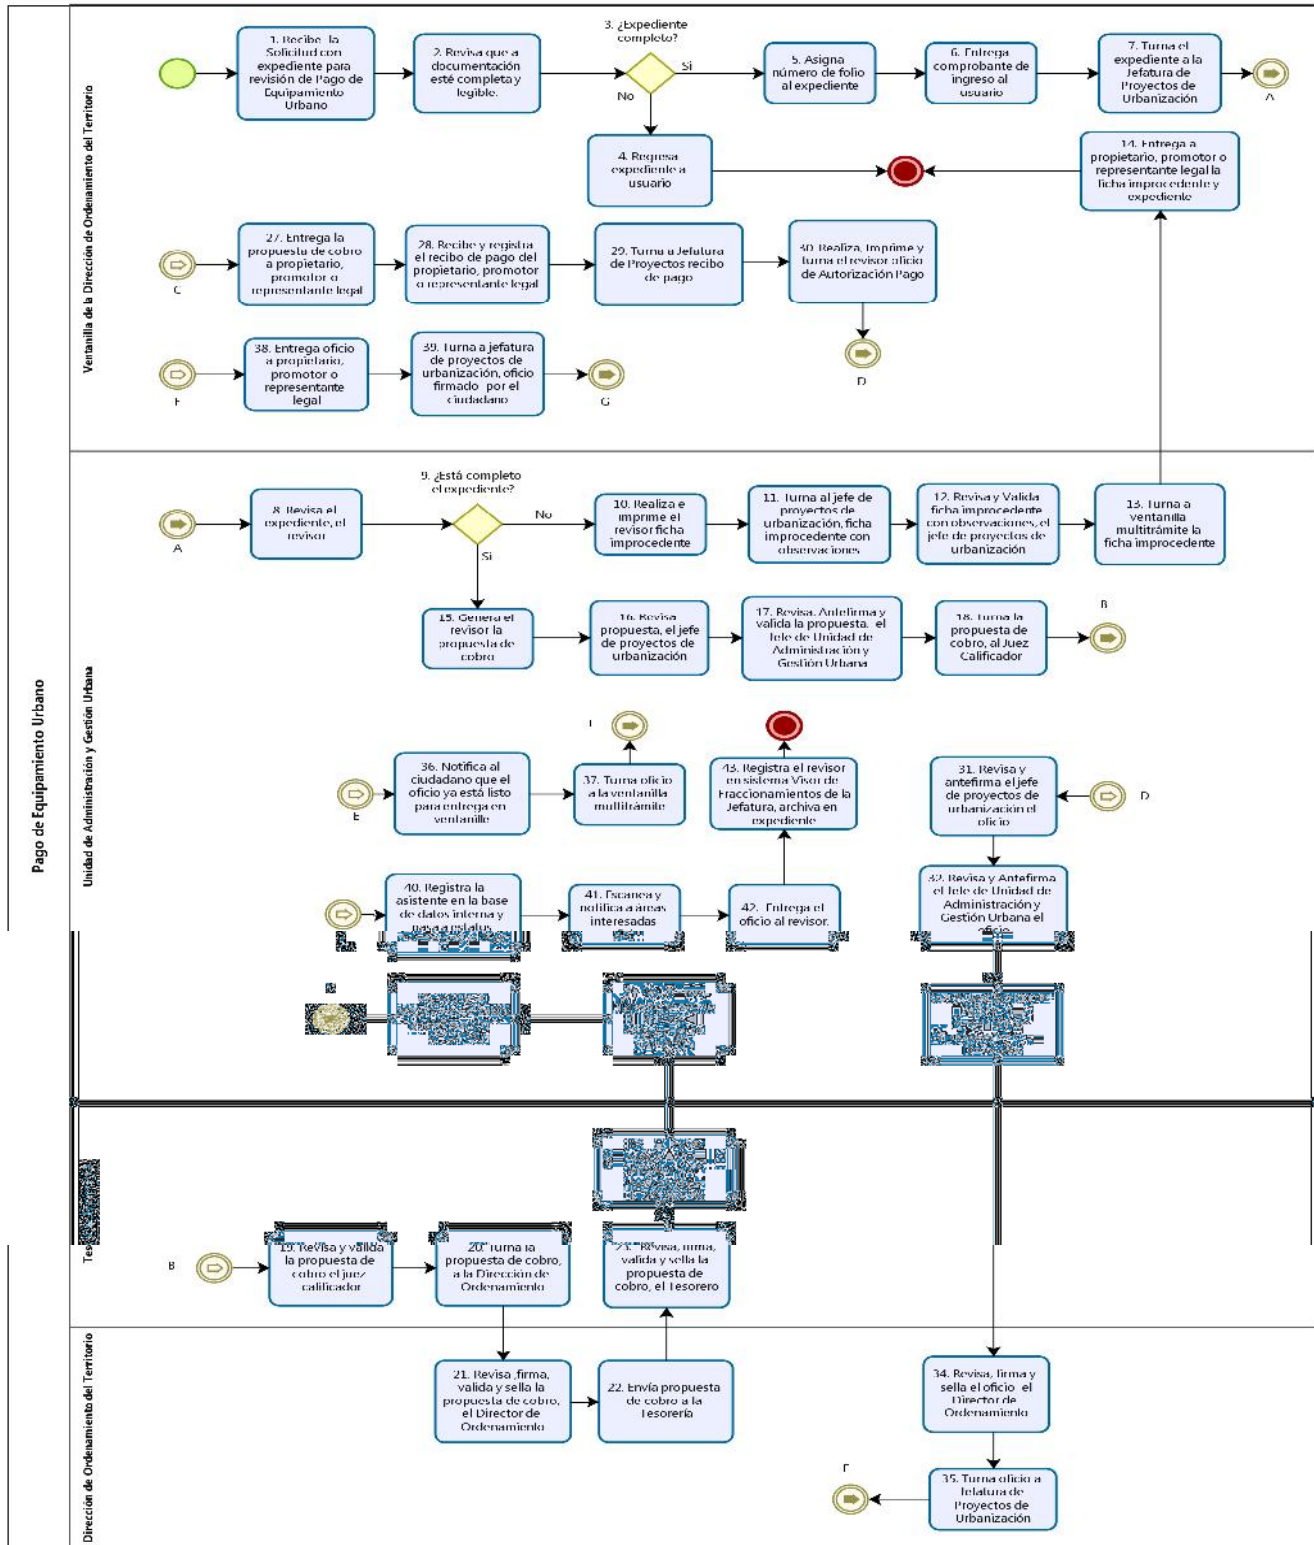 Pago de Equipamiento Urbano
Ventanilla de la Dirección de Ordenamiento del Territorio
1. Recibe la
Solicitud con
expediente para
revisión de Pago de
Equipamiento
Urbano
2. Revisa que a
documentación
esté completa y
legible.
3. ¿Expediente
completo?
Si
No
5. Asigna
número de folio
al expediente
6. Entrega
comprobante de
ingreso al
usuario
7. Turna el
expediente a la
Jefatura de
Proyectos de
Urbanización
A
4. Regresa
expediente a
usuario
14. Entrega a
propietario, promotor o
representante legal la
ficha improcedente y
expediente
C
27. Entrega la
propuesta de cobro
a propietario,
promotor o
representante legal
28. Recibe y registra
el recibo de pago del
propietario, promotor
o representante legal
29. Turna a Jefatura
de Proyectos recibo
de pago
30. Realiza, Imprime y
turna el revisor oficio
de Autorización Pago
D
F
38. Entrega oficio
a propietario,
promotor o
representante
legal
39. Turna a jefatura
de proyectos de
urbanización, oficio
firmado por el
ciudadano
G
Unidad de Administración y Gestión Urbana
A
8. Revisa el
expediente, el
revisor
9. ¿Está completo
el expediente?
No
Si
10. Realiza e
imprime el
revisor ficha
improcedente
11. Turna al jefe de
proyectos de
urbanización, ficha
improcedente con
observaciones
12. Revisa y Valida
ficha improcedente
con observaciones, el
jefe de proyectos de
urbanización
13. Turna a
ventanilla
multitrámite la
ficha improcedente
15. Genera el
revisor la
propuesta de
cobro
16. Revisa
propuesta, el jefe
de proyectos de
urbanización
17. Revisa, Antefirma y
valida la propuesta, el
Jefe de Unidad de
Administración y
Gestión Urbana
18. Turna la
propuesta de
cobro, al Juez
Calificador
B
E
36. Notifica al
ciudadano que el
oficio ya está listo
para entrega en
ventanille
37. Turna oficio
a la ventanilla
multitrámite
43. Registra el revisor
en sistema Visor de
Fraccionamientos de la
Jefatura, archiva en
expediente
31. Revisa y
antefirma el jefe
de proyectos de
urbanización el
oficio
D
40. Registra la
asistente en la base
de datos interna y
pasa a estatus
41. Escanea y
notifica a áreas
interesadas
42. Entrega el
oficio al revisor.
32. Revisa y Antefirma
el Jefe de Unidad de
Administración y
Gestión Urbana el
oficio
B
19. Revisa y valida
la propuesta de
cobro el juez
calificador
20. Turna la
propuesta de cobro,
a la Dirección de
Ordenamiento
23. Revisa, firma,
valida y sella la
propuesta de
cobro, el Tesorero
Dirección de Ordenamiento del Territorio
21. Revisa ,firma,
valida y sella la
propuesta de cobro,
el Director de
Ordenamiento
22. Envía propuesta
de cobro a la
Tesorería
34. Revisa, firma y
sella el oficio el
Director de
Ordenamiento
35. Turna oficio a
Jefatura de
Proyectos de
Urbanización